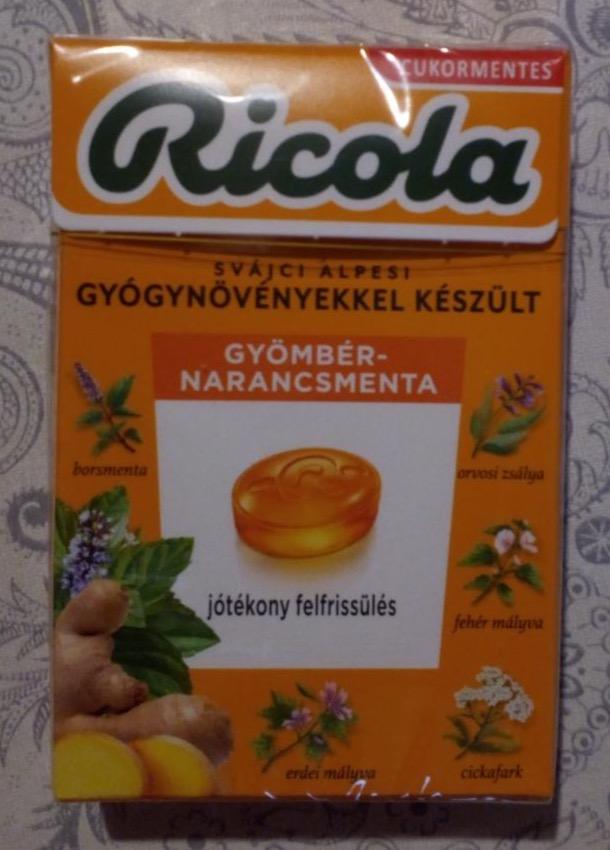 CUKORMENTES
Ricola
SVÁJCI ALPESI
GYÓGYNÖVÉNYEKKEL KÉSZÜLT
GYÖMBÉR-
NARANCSMENTA
borsmenta
orvosi zsálya
jótékony felfrissülés
fehér mályva
erdei mályva
cickafark